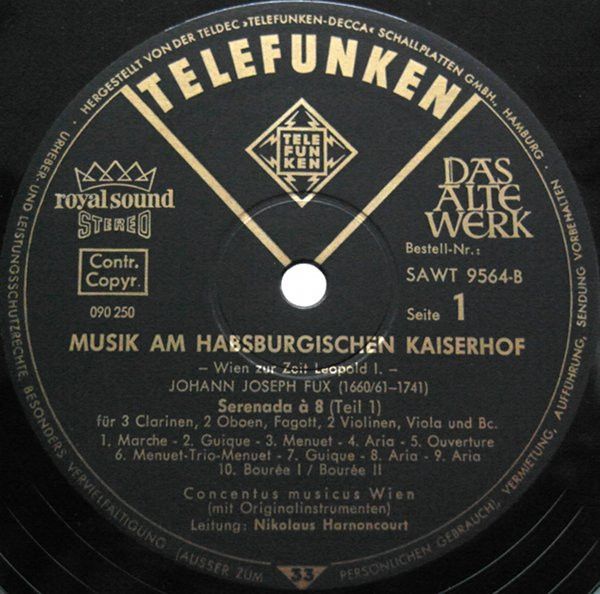 HERGESTELLT VON DER TELDEC »TELEFUNKEN-DECCA« SCHALLPLATTEN GMBH., HAMBURG
URHEBER- UND LEISTUNGSSCHUTZRECHTE, BESONDERS VERVIELFÄLTIGUNG (AUSSER ZUM PERSÖNLICHEN GEBRAUCH), VERMIETUNG, AUFFÜHRUNG, SENDUNG VORBEHALTEN
TELEFUNKEN
TELE
FUN
KEN
royal sound
STEREO
DAS
ALTE
WERK
Bestell-Nr.:
Contr.
Copyr.
SAWT 9564-B
090 250
Seite 1
MUSIK AM HABSBURGISCHEN KAISERHOF
– Wien zur Zeit Leopold I. –
JOHANN JOSEPH FUX (1660/61–1741)
Serenada à 8 (Teil 1)
für 3 Clarinen, 2 Oboen, Fagott, 2 Violinen, Viola und Bc.
1. Marche - 2. Guique - 3. Menuet - 4. Aria - 5. Ouverture
6. Menuet-Trio-Menuet - 7. Guique - 8. Aria - 9. Aria
10. Bourée I / Bourée II
Concentus musicus Wien
(mit Originalinstrumenten)
Leitung: Nikolaus Harnoncourt
33